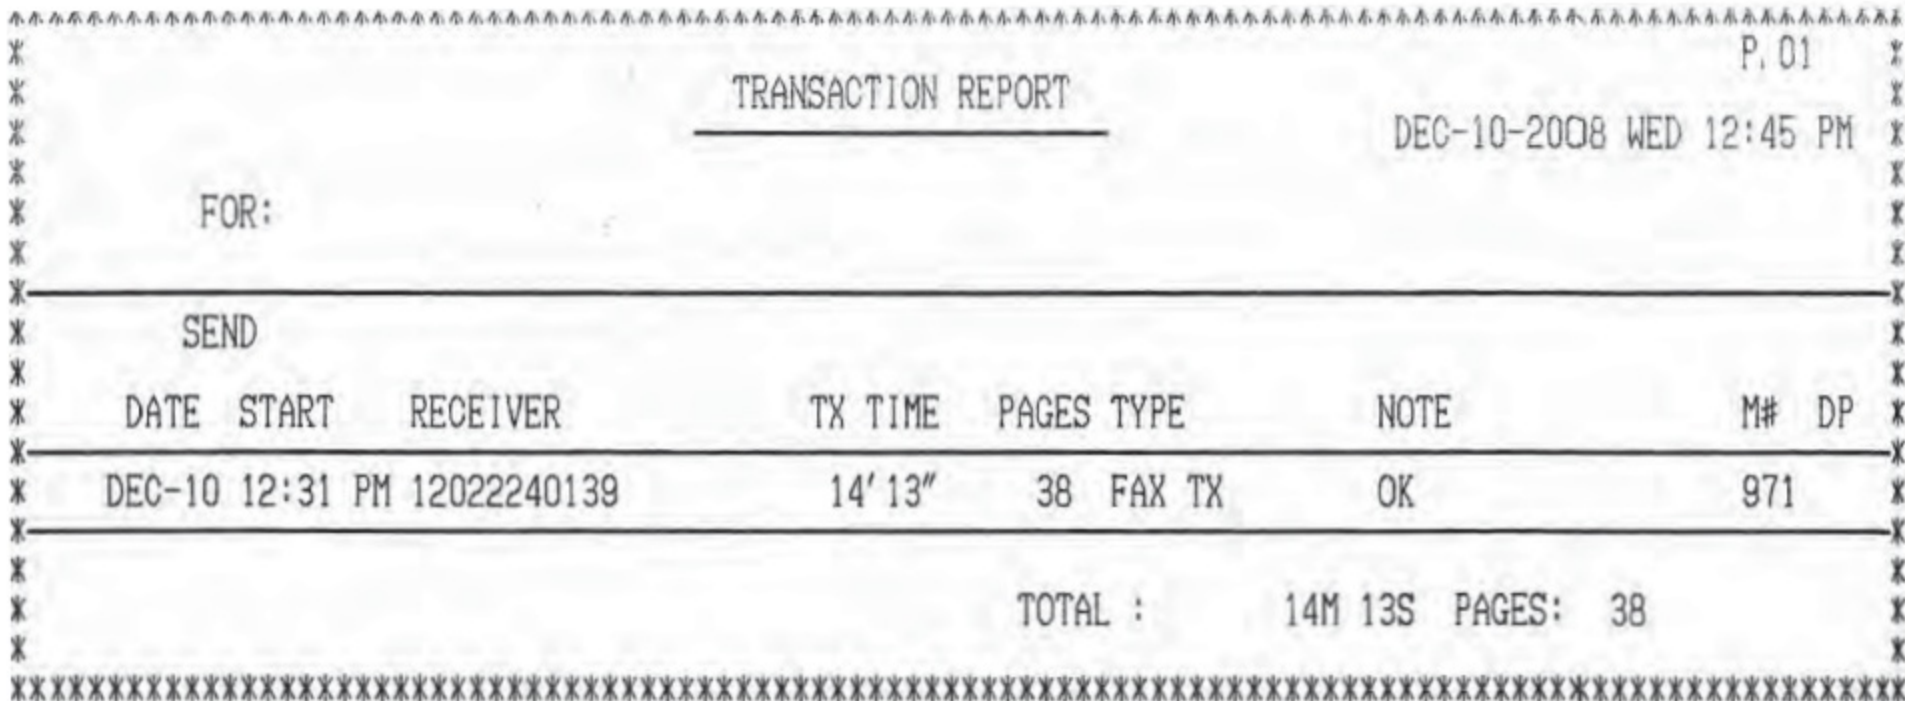 P. 01
TRANSACTION REPORT
DEC-10-2008 WED 12:45 PM
FOR:
SEND
DATE START RECEIVER TX TIME PAGES TYPE NOTE M# DP
DEC-10 12:31 PM 12022240139 14'13" 38 FAX TX OK 971
TOTAL : 14M 13S PAGES: 38